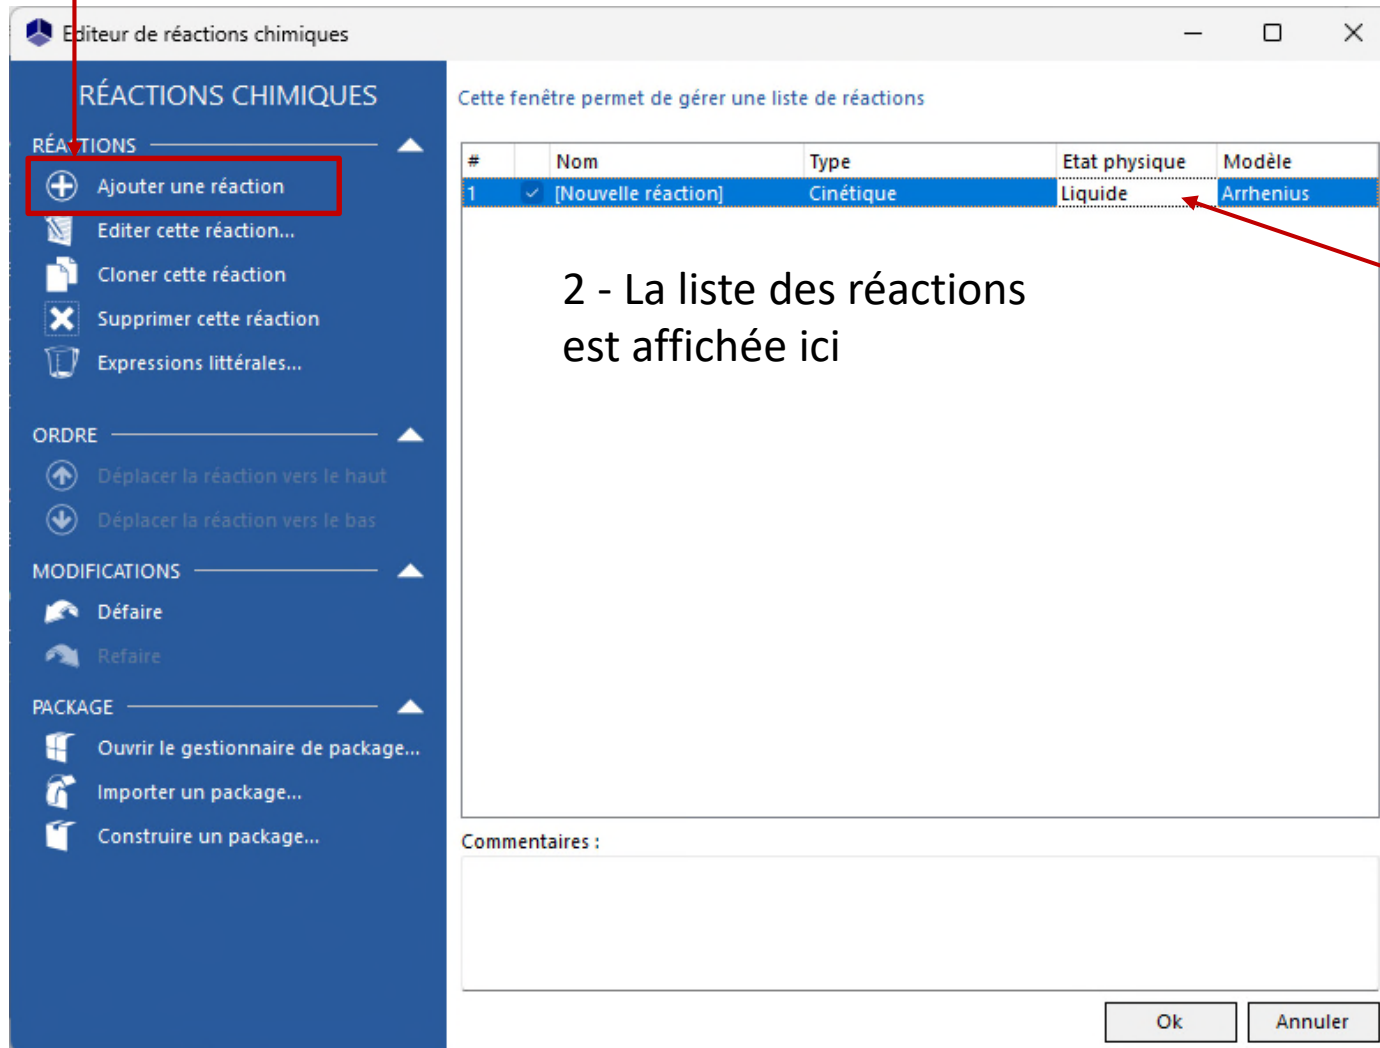 Editeur de réactions chimiques
RÉACTIONS CHIMIQUES
Cette fenêtre permet de gérer une liste de réactions
RÉACTIONS
Ajouter une réaction
Editer cette réaction...
Cloner cette réaction
Supprimer cette réaction
Expressions littérales...
ORDRE
Déplacer la réaction vers le haut
Déplacer la réaction vers le bas
MODIFICATIONS
Défaire
Refaire
PACKAGE
Ouvrir le gestionnaire de package...
Importer un package...
Construire un package...
# Nom Type Etat physique Modèle
1 [Nouvelle réaction] Cinétique Liquide Arrhenius
2 - La liste des réactions
est affichée ici
Commentaires :
Ok Annuler